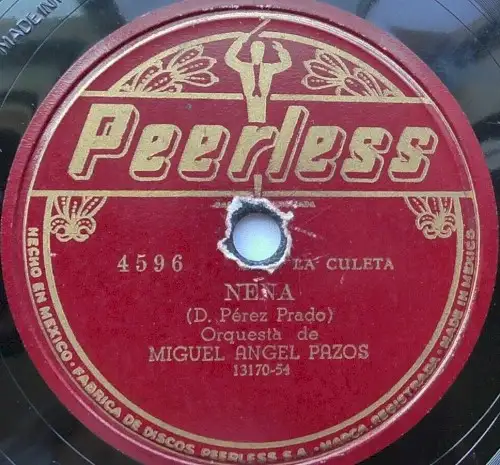 MADE IN
Peerless
4596
LA CULETA
NENA
(D. Pérez Prado)
Orquesta de
MIGUEL ANGEL PAZOS
13170-54
HECHO EN MEXICO · FABRICA DE DISCOS PEERLESS S.A. · MARCA REGISTRADA · MADE IN MEXICO